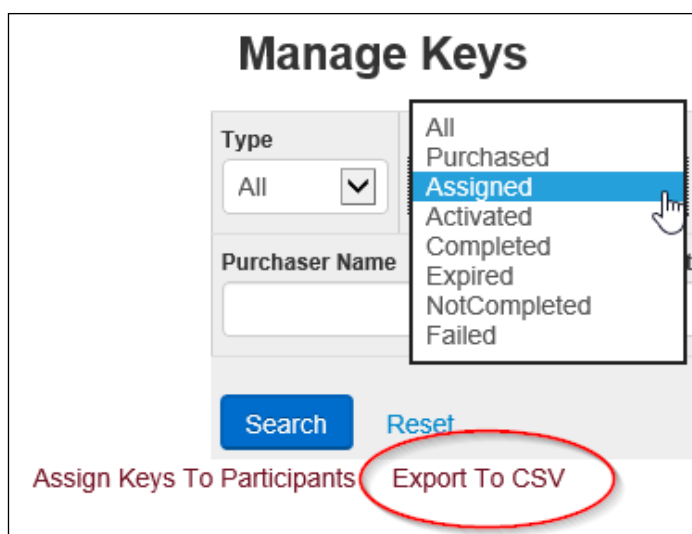 Manage Keys
Type
All
All
Purchased
Assigned
Activated
Completed
Expired
NotCompleted
Failed
Purchaser Name
Search
Reset
Assign Keys To Participants
Export To CSV